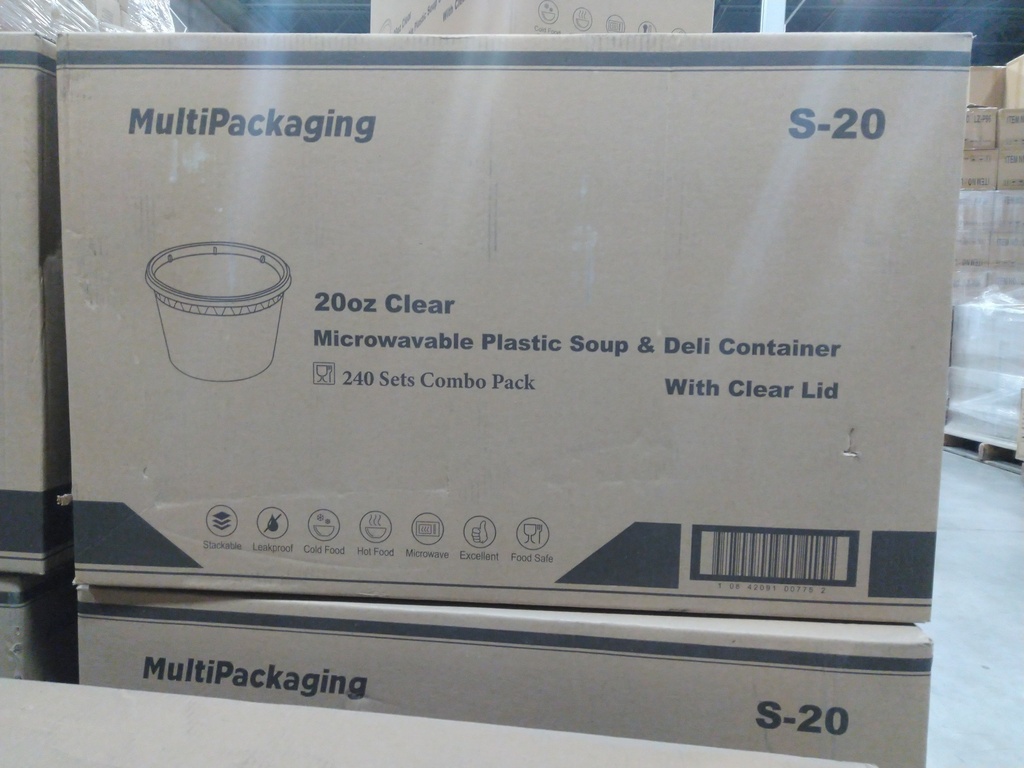 MultiPackaging
S-20
20oz Clear
Microwavable Plastic Soup & Deli Container
240 Sets Combo Pack
With Clear Lid
Stackable
Leakproof
Cold Food
Hot Food
Microwave
Excellent
Food Safe
MultiPackaging
S-20